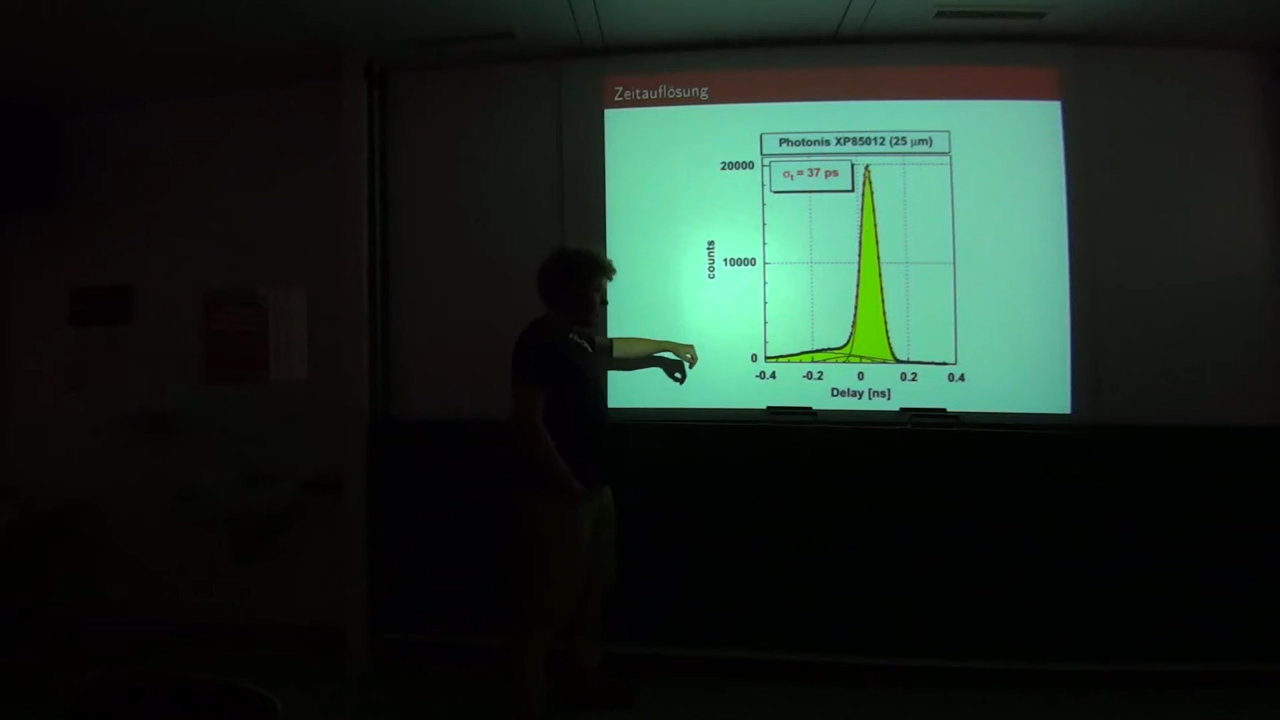 Zeitauflösung
Photonis XP85012 (25 μm)
σt = 37 ps
20000
10000
0
counts
-0.4 -0.2 0 0.2 0.4
Delay [ns]